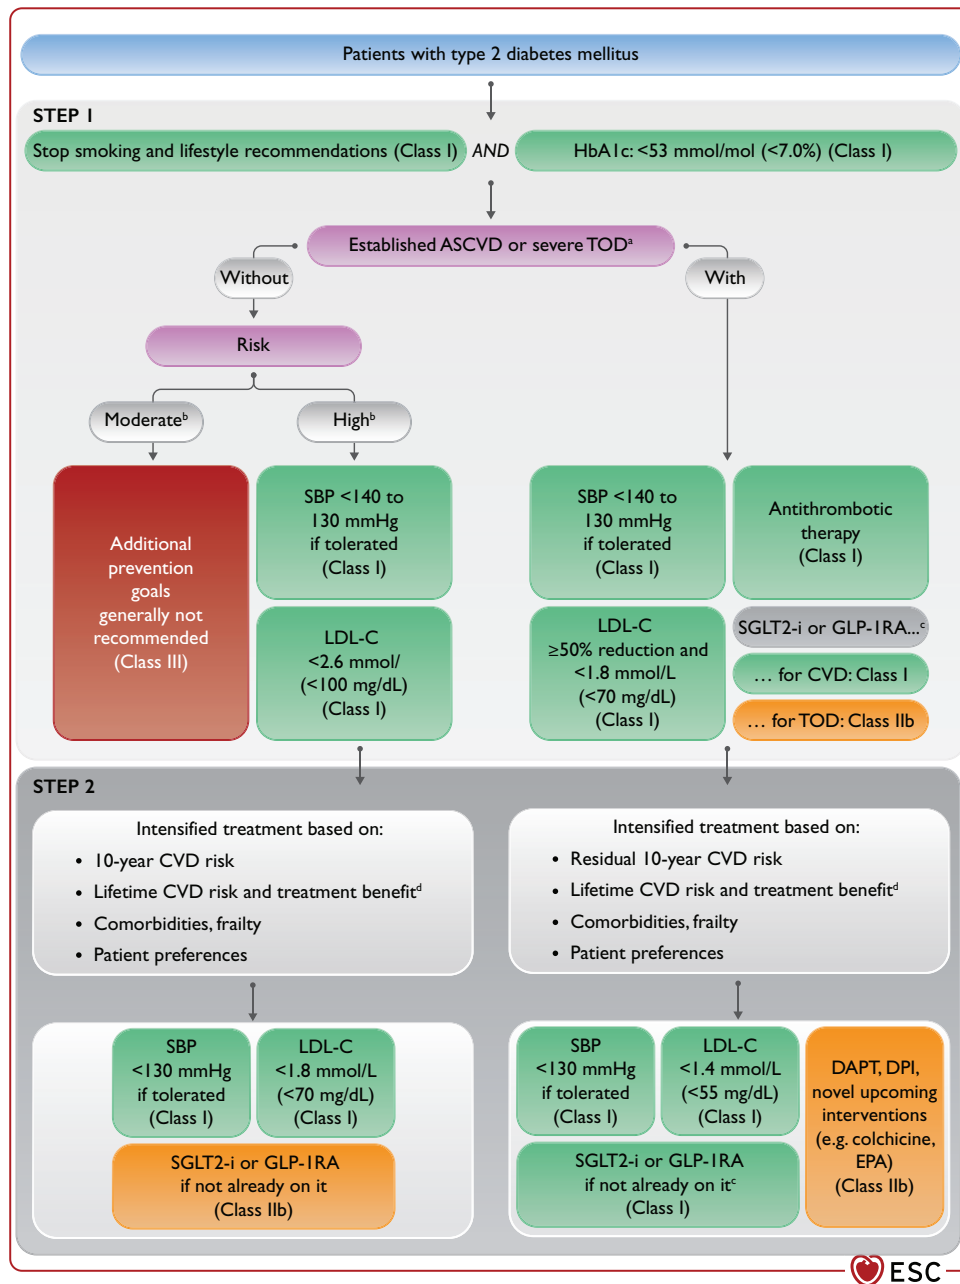 Patients with type 2 diabetes mellitus
STEP 1
Stop smoking and lifestyle recommendations (Class I)
AND
HbA1c: <53 mmol/mol (<7.0%) (Class I)
Established ASCVD or severe TODᵃ
Without
With
Risk
Moderateᵇ
Highᵇ
Additional
prevention
goals
generally not
recommended
(Class III)
SBP <140 to
130 mmHg
if tolerated
(Class I)
LDL-C
<2.6 mmol/
(<100 mg/dL)
(Class I)
SBP <140 to
130 mmHg
if tolerated
(Class I)
LDL-C
≥50% reduction and
<1.8 mmol/L
(<70 mg/dL)
(Class I)
Antithrombotic
therapy
(Class I)
SGLT2-i or GLP-1RA...ᶜ
... for CVD: Class I
... for TOD: Class IIb
STEP 2
Intensified treatment based on:
• 10-year CVD risk
• Lifetime CVD risk and treatment benefitᵈ
• Comorbidities, frailty
• Patient preferences
Intensified treatment based on:
• Residual 10-year CVD risk
• Lifetime CVD risk and treatment benefitᵈ
• Comorbidities, frailty
• Patient preferences
SBP
<130 mmHg
if tolerated
(Class I)
LDL-C
<1.8 mmol/L
(<70 mg/dL)
(Class I)
SGLT2-i or GLP-1RA
if not already on it
(Class IIb)
SBP
<130 mmHg
if tolerated
(Class I)
LDL-C
<1.4 mmol/L
(<55 mg/dL)
(Class I)
SGLT2-i or GLP-1RA
if not already on itᶜ
(Class I)
DAPT, DPI,
novel upcoming
interventions
(e.g. colchicine,
EPA)
(Class IIb)
ESC